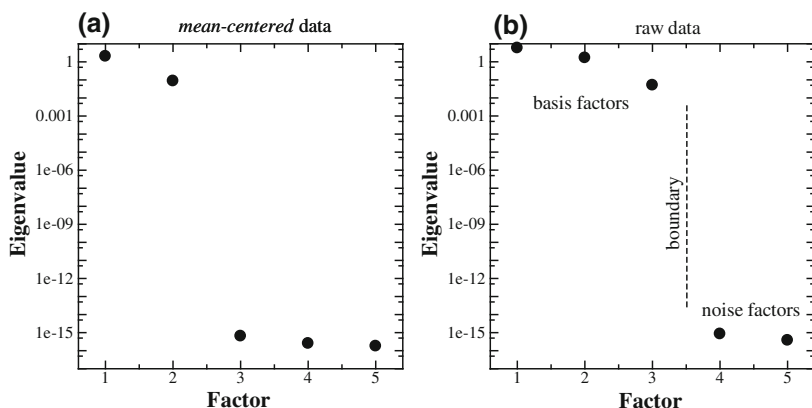 (a) mean-centered data
Eigenvalue
1
0.001
1e-06
1e-09
1e-12
1e-15
1 2 3 4 5
Factor
(b) raw data
Eigenvalue
1
0.001
1e-06
1e-09
1e-12
1e-15
basis factors
boundary
noise factors
1 2 3 4 5
Factor